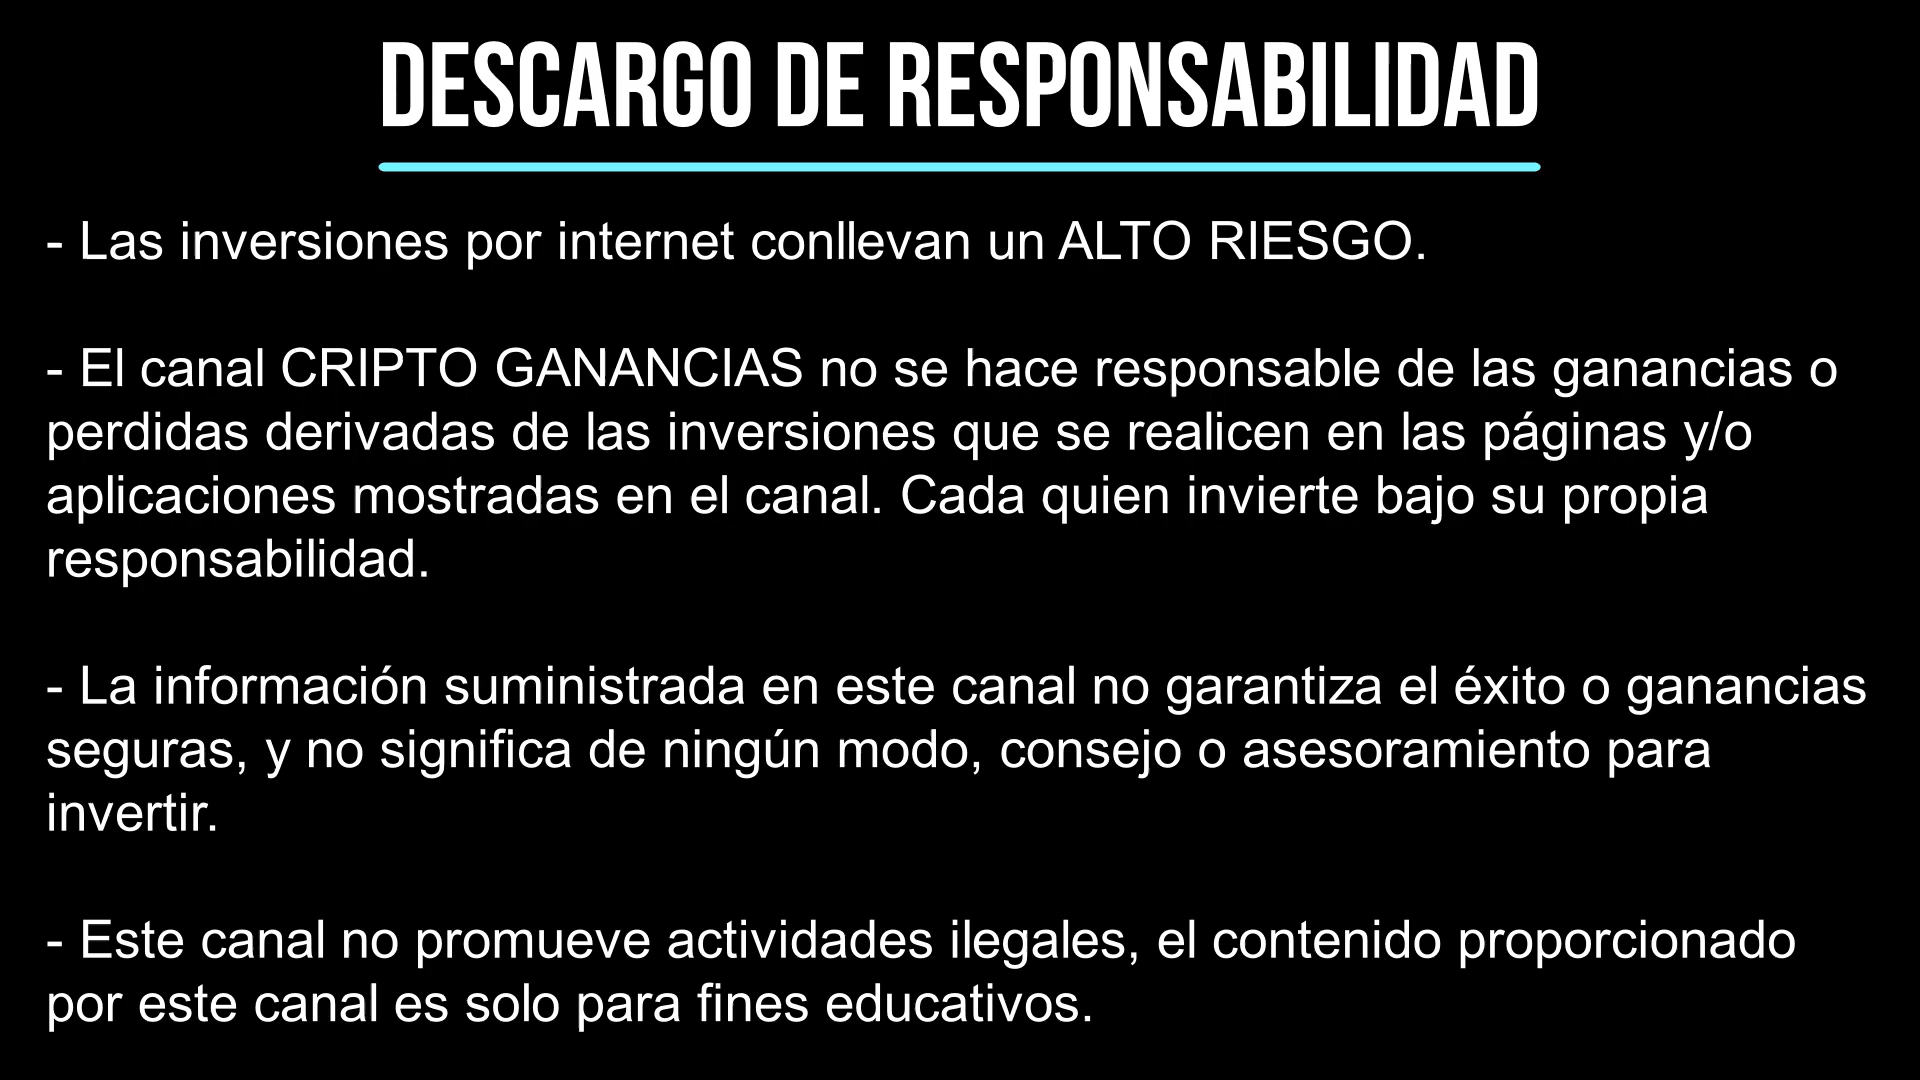 DESCARGO DE RESPONSABILIDAD
- Las inversiones por internet conllevan un ALTO RIESGO.
- El canal CRIPTO GANANCIAS no se hace responsable de las ganancias o
perdidas derivadas de las inversiones que se realicen en las páginas y/o
aplicaciones mostradas en el canal. Cada quien invierte bajo su propia
responsabilidad.
- La información suministrada en este canal no garantiza el éxito o ganancias
seguras, y no significa de ningún modo, consejo o asesoramiento para
invertir.
- Este canal no promueve actividades ilegales, el contenido proporcionado
por este canal es solo para fines educativos.